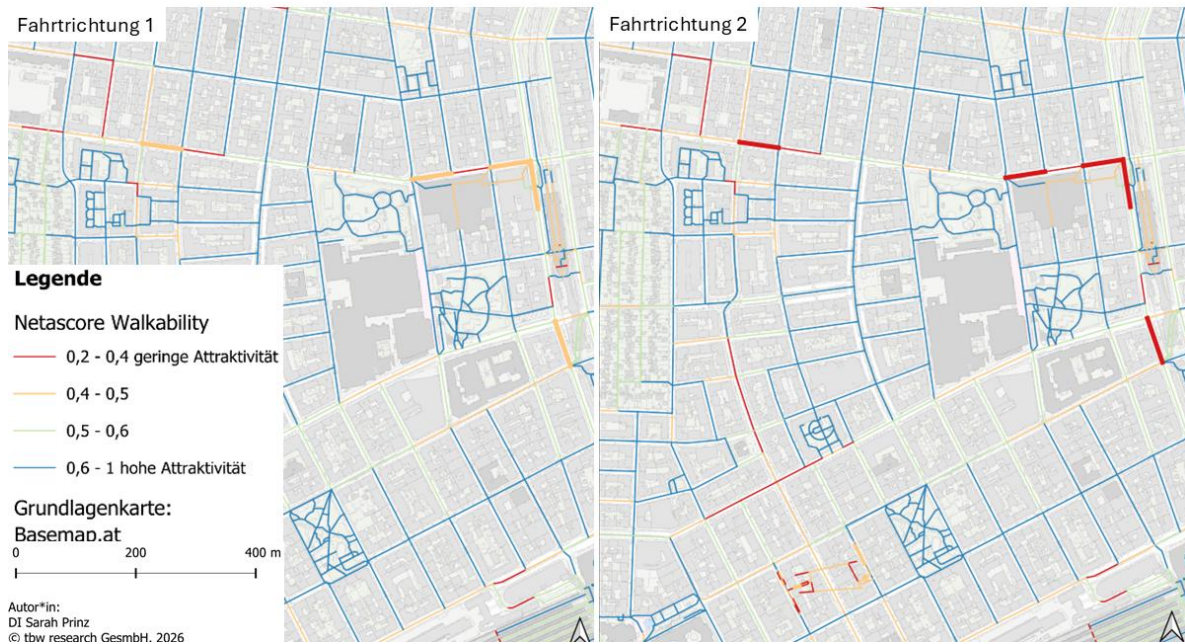 Fahrtrichtung 1
Fahrtrichtung 2
Legende
Netascore Walkability
0,2 - 0,4 geringe Attraktivität
0,4 - 0,5
0,5 - 0,6
0,6 - 1 hohe Attraktivität
Grundlagenkarte:
Basemap.at
0 200 400 m
Autor*in:
DI Sarah Prinz
© tbw research GesmbH, 2026